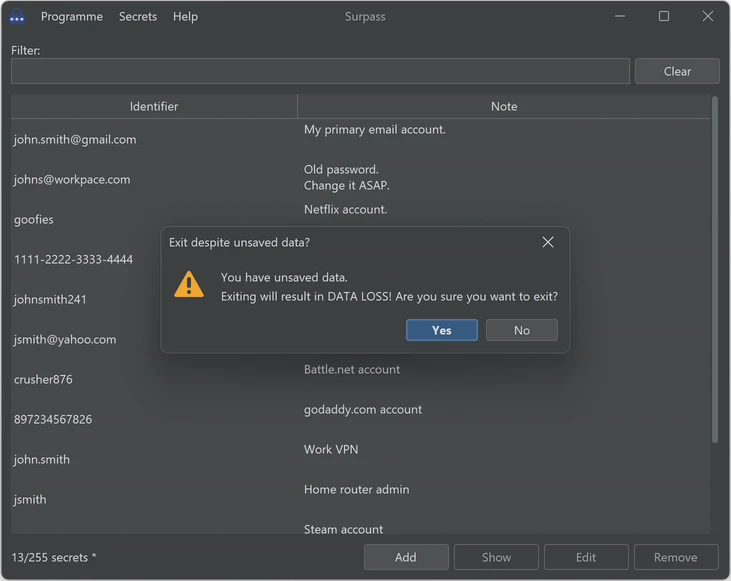 Programme Secrets Help Surpass
Filter:
Clear
Identifier Note
john.smith@gmail.com My primary email account.
johns@workpace.com Old password.
Change it ASAP.
goofies Netflix account.
1111-2222-3333-4444
Exit despite unsaved data?
You have unsaved data.
Exiting will result in DATA LOSS! Are you sure you want to exit?
Yes No
johnsmith241
jsmith@yahoo.com
crusher876 Battle.net account
897234567826 godaddy.com account
john.smith Work VPN
jsmith Home router admin
Steam account
13/255 secrets * Add Show Edit Remove